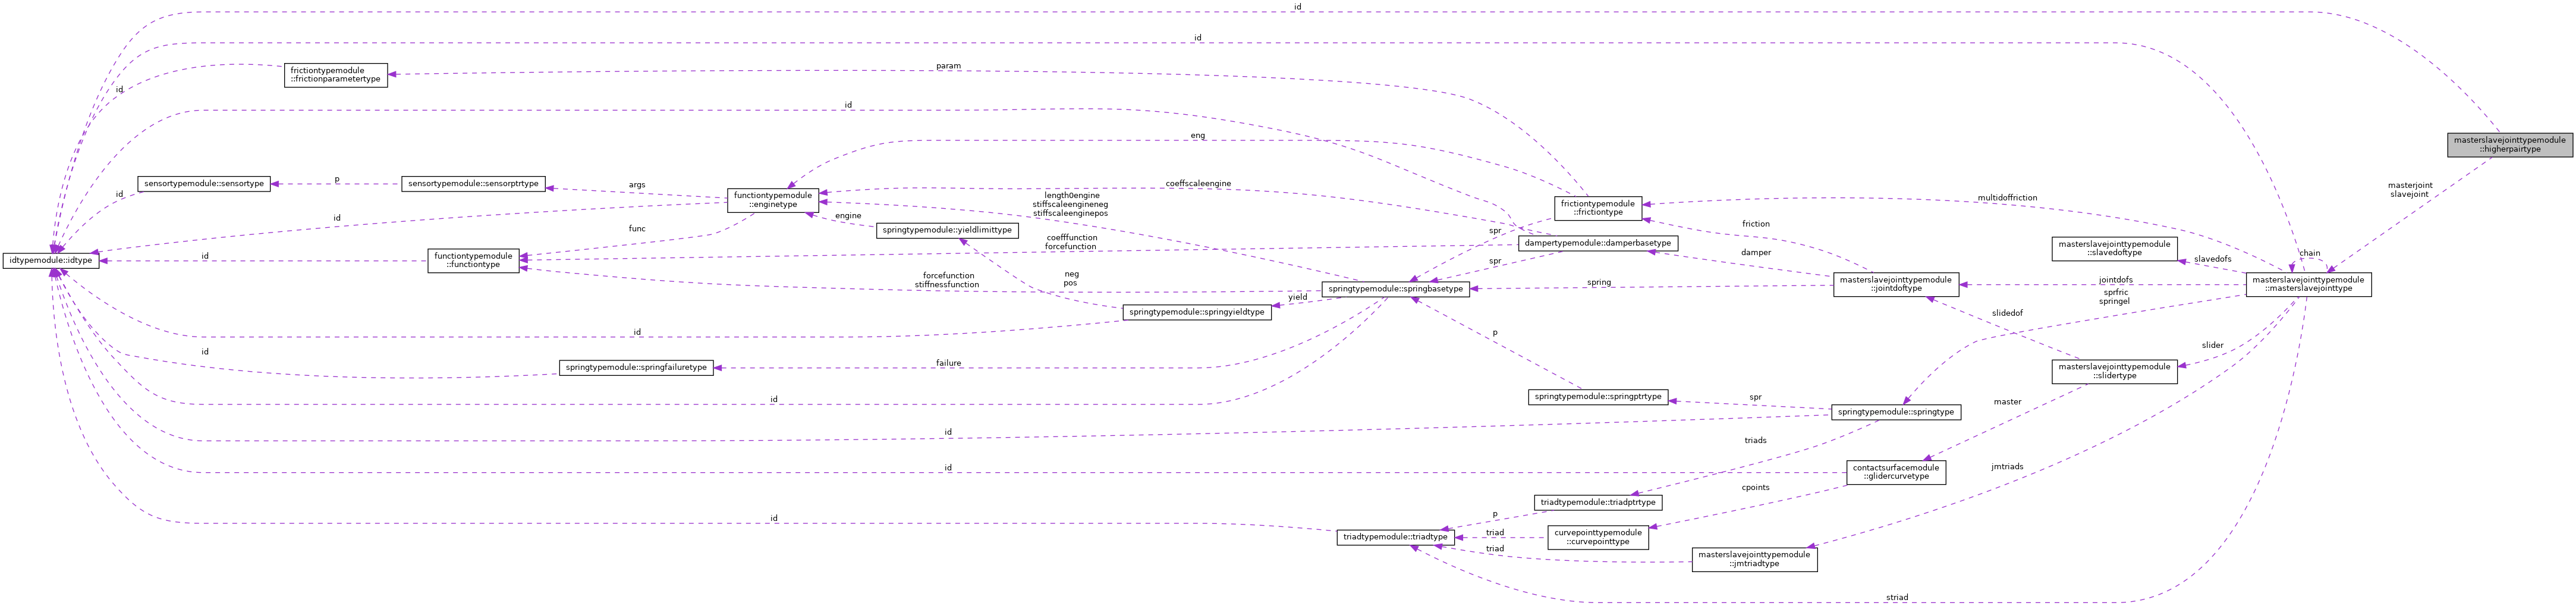 id
id
frictiontypemodule
::frictionparametertype
param
id
id
masterslavejointtypemodule
::higherpairtype
eng
sensortypemodule::sensortype
p
sensortypemodule::sensorptrtype
args
coeffscaleengine
id
functiontypemodule
::enginetype
length0engine
stiffscaleengineneg
stiffscaleenginepos
frictiontypemodule
::frictiontype
multidoffriction
masterjoint
slavejoint
id
engine
func
springtypemodule::yieldlimittype
spr
friction
coefffunction
forcefunction
dampertypemodule::damperbasetype
masterslavejointtypemodule
::slavedoftype
idtypemodule::idtype
id
functiontypemodule
::functiontype
spr
damper
slavedofs
chain
forcefunction
stiffnessfunction
neg
pos
springtypemodule::springbasetype
spring
masterslavejointtypemodule
::jointdoftype
jointdofs
masterslavejointtypemodule
::masterslavejointtype
yield
sprfric
springel
springtypemodule::springyieldtype
slidedof
id
p
slider
id
failure
springtypemodule::springfailuretype
masterslavejointtypemodule
::slidertype
id
springtypemodule::springptrtype
spr
master
springtypemodule::springtype
id
triads
id
contactsurfacemodule
::glidercurvetype
jmtriads
cpoints
triadtypemodule::triadptrtype
id
p
triadtypemodule::triadtype
triad
curvepointtypemodule
::curvepointtype
triad
masterslavejointtypemodule
::jmtriadtype
striad